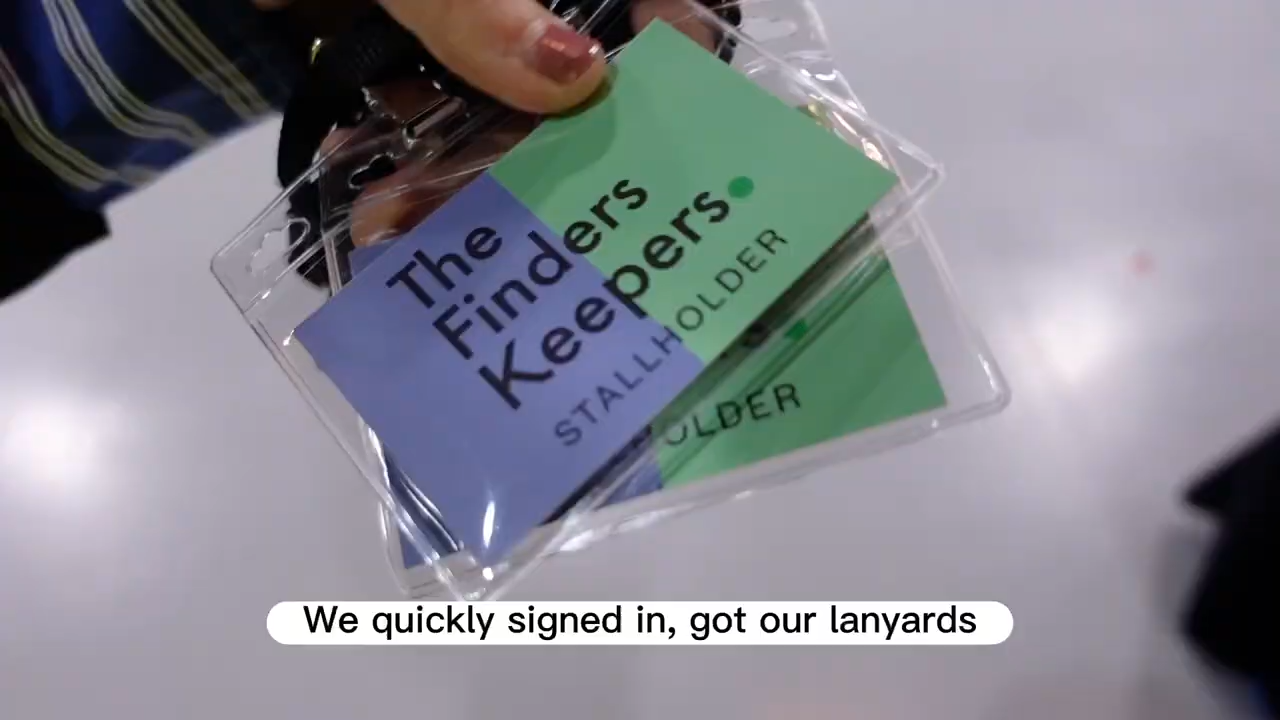 The
Finders
Keepers.
STALLHOLDER
OLDER
We quickly signed in, got our lanyards